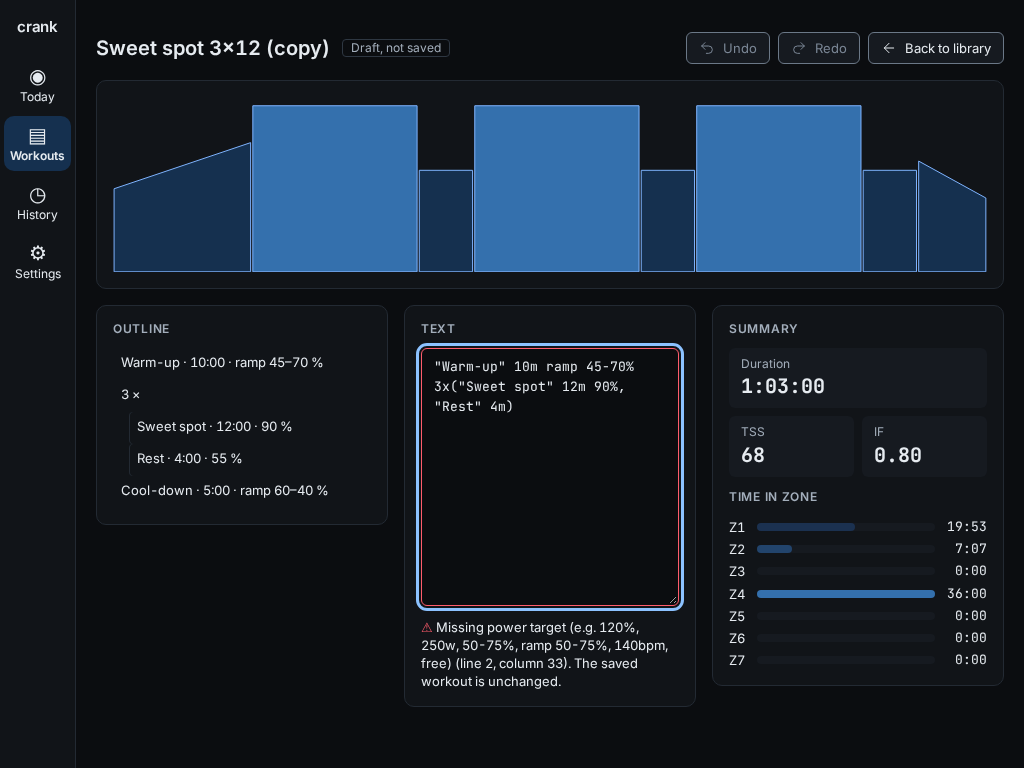 crank
Today
Workouts
History
Settings
Sweet spot 3×12 (copy)
Draft, not saved
Undo
Redo
Back to library
OUTLINE
Warm-up · 10:00 · ramp 45–70 %
3 ×
Sweet spot · 12:00 · 90 %
Rest · 4:00 · 55 %
Cool-down · 5:00 · ramp 60–40 %
TEXT
"Warm-up" 10m ramp 45-70%
3x("Sweet spot" 12m 90%,
"Rest" 4m)
⚠ Missing power target (e.g. 120%,
250w, 50-75%, ramp 50-75%, 140bpm,
free) (line 2, column 33). The saved
workout is unchanged.
SUMMARY
Duration
1:03:00
TSS
68
IF
0.80
TIME IN ZONE
Z1 19:53
Z2 7:07
Z3 0:00
Z4 36:00
Z5 0:00
Z6 0:00
Z7 0:00